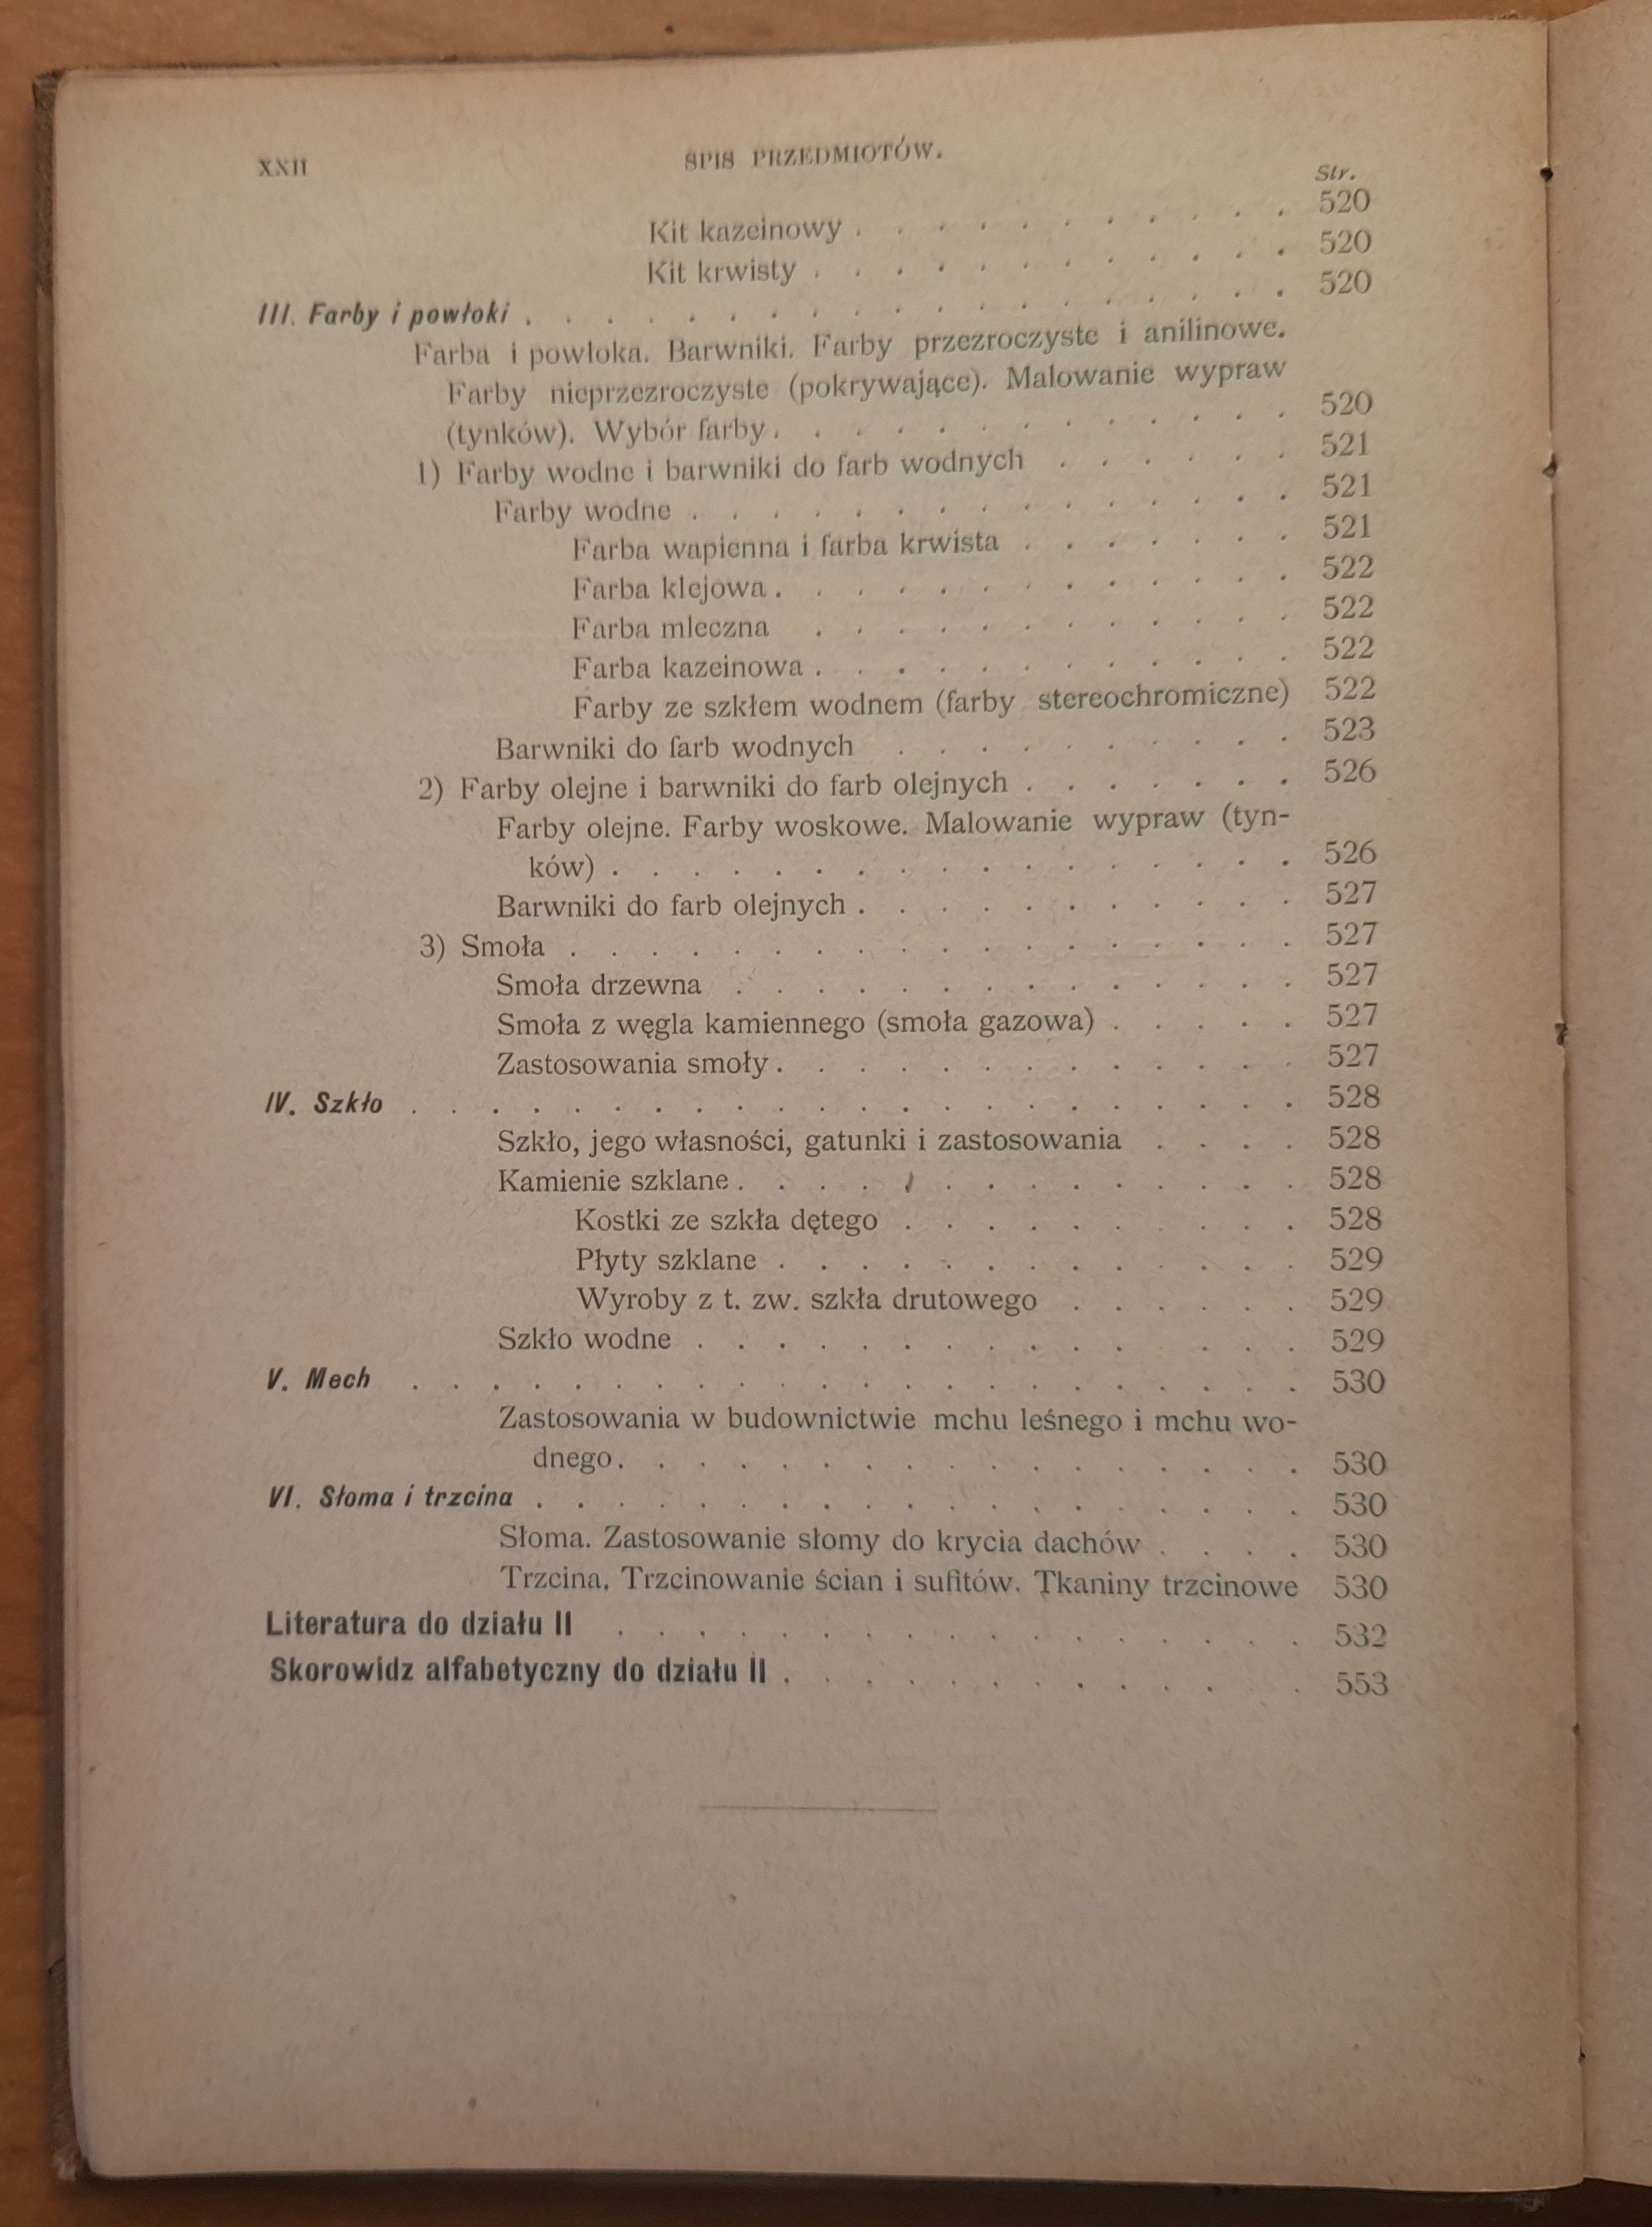 XXII SPIS PRZEDMIOTÓW.
Str.
Kit kazeinowy . . . . . . . . . . . 520
Kit krwisty . . . . . . . . . . . . 520
III. Farby i powłoki . . . . . . . . . . . . . . . . . . . 520
Farba i powłoka. Barwniki. Farby przezroczyste i anilinowe.
Farby nieprzezroczyste (pokrywające). Malowanie wypraw
(tynków). Wybór farby . . . . . . . . . . . . . 520
1) Farby wodne i barwniki do farb wodnych . . . . . . 521
Farby wodne . . . . . . . . . . . . . . . 521
Farba wapienna i farba krwista . . . . . . . 521
Farba klejowa . . . . . . . . . . . . . 522
Farba mleczna . . . . . . . . . . . . 522
Farba kazeinowa . . . . . . . . . . . . 522
Farby ze szkłem wodnem (farby stereochromiczne) 522
Barwniki do farb wodnych . . . . . . . . . . 523
2) Farby olejne i barwniki do farb olejnych . . . . . . . 526
Farby olejne. Farby woskowe. Malowanie wypraw (tyn-
ków) . . . . . . . . . . . . . . . . . 526
Barwniki do farb olejnych . . . . . . . . . . . 527
3) Smoła . . . . . . . . . . . . . . . . . . 527
Smoła drzewna . . . . . . . . . . . . . . 527
Smoła z węgla kamiennego (smoła gazowa) . . . . . 527
Zastosowania smoły . . . . . . . . . . . . . 527
IV. Szkło . . . . . . . . . . . . . . . . . . . . . . 528
Szkło, jego własności, gatunki i zastosowania . . . . 528
Kamienie szklane . . . . . . . . . . . . . . 528
Kostki ze szkła dętego . . . . . . . . . . 528
Płyty szklane . . . . . . . . . . . . . 529
Wyroby z t. zw. szkła drutowego . . . . . . 529
Szkło wodne . . . . . . . . . . . . . . 529
V. Mech . . . . . . . . . . . . . . . . . . . . . . 530
Zastosowania w budownictwie mchu leśnego i mchu wo-
dnego . . . . . . . . . . . . . . . . . 530
VI. Słoma i trzcina . . . . . . . . . . . . . . . . . . . 530
Słoma. Zastosowanie słomy do krycia dachów . . . . 530
Trzcina. Trzcinowanie ścian i sufitów. Tkaniny trzcinowe 530
Literatura do działu II . . . . . . . . . . . . . . . . . 532
Skorowidz alfabetyczny do działu II . . . . . . . . . . . . 553